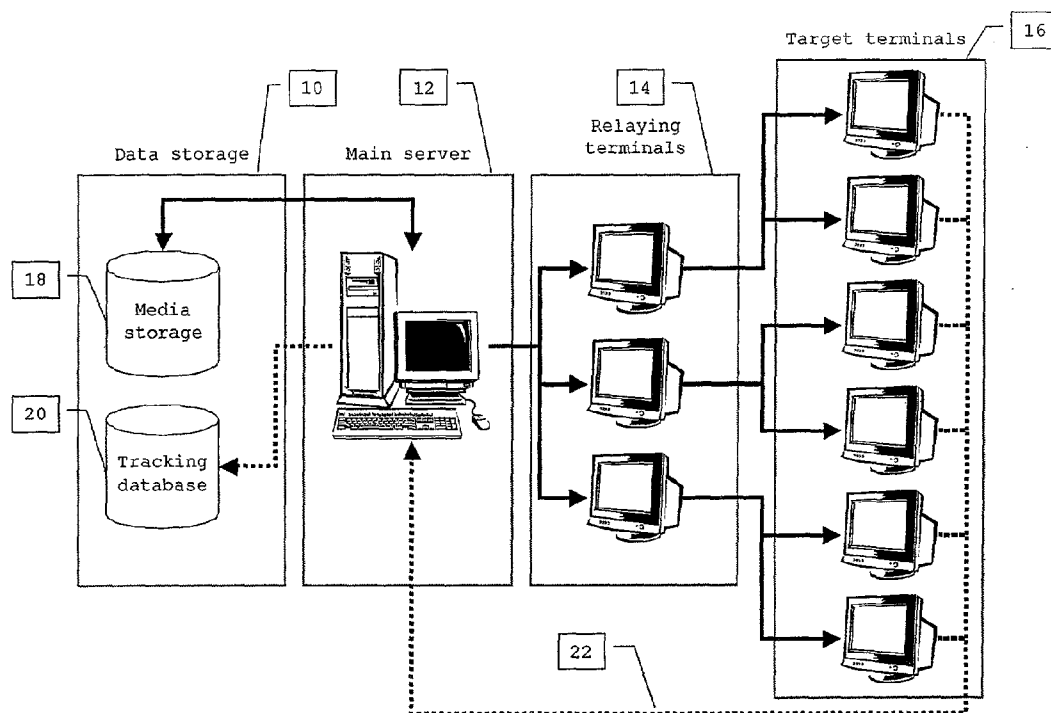 16
Target terminals
10
12
14
Relaying
terminals
Data storage
Main server
18
Media
storage
20
Tracking
database
22